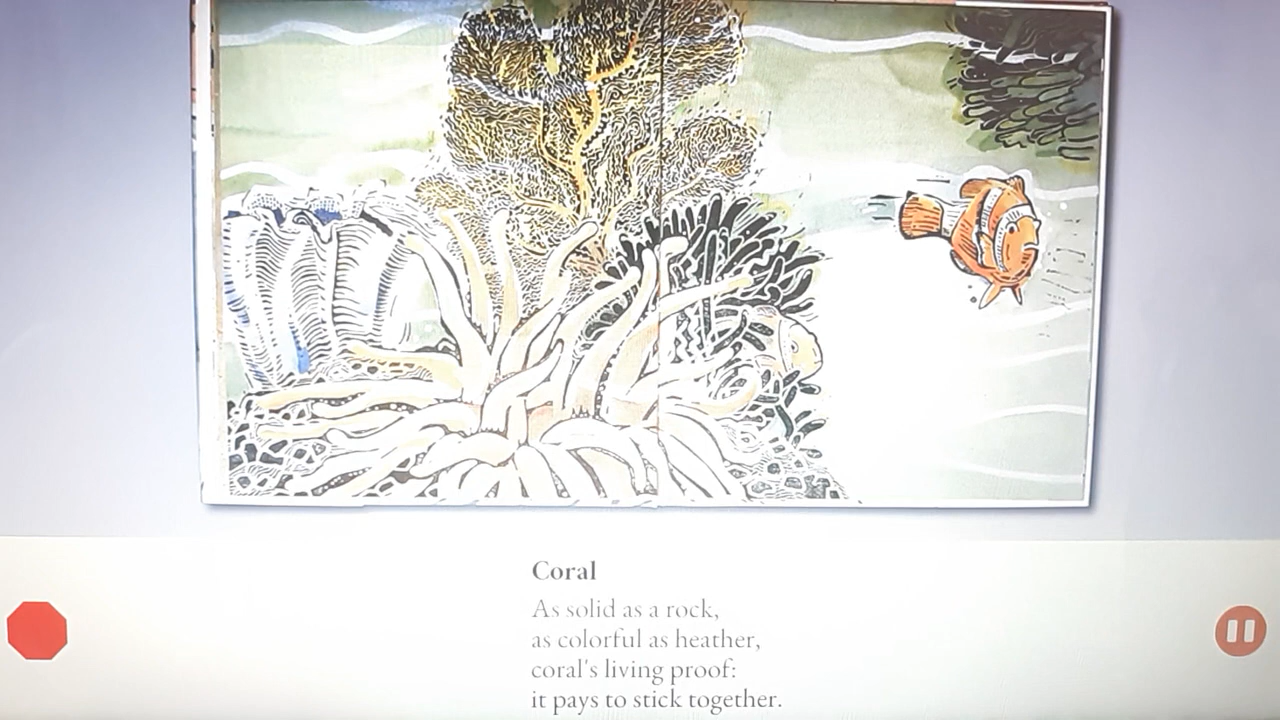 Coral
As solid as a rock,
as colorful as heather,
coral's living proof:
it pays to stick together.